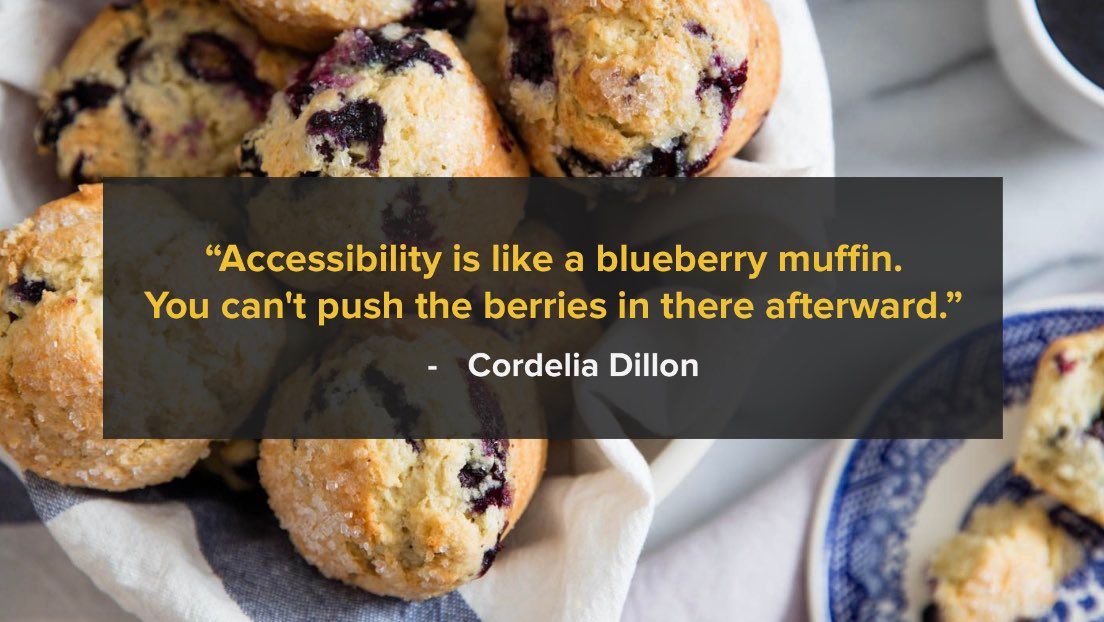 “Accessibility is like a blueberry muffin.
You can't push the berries in there afterward.”
- Cordelia Dillon